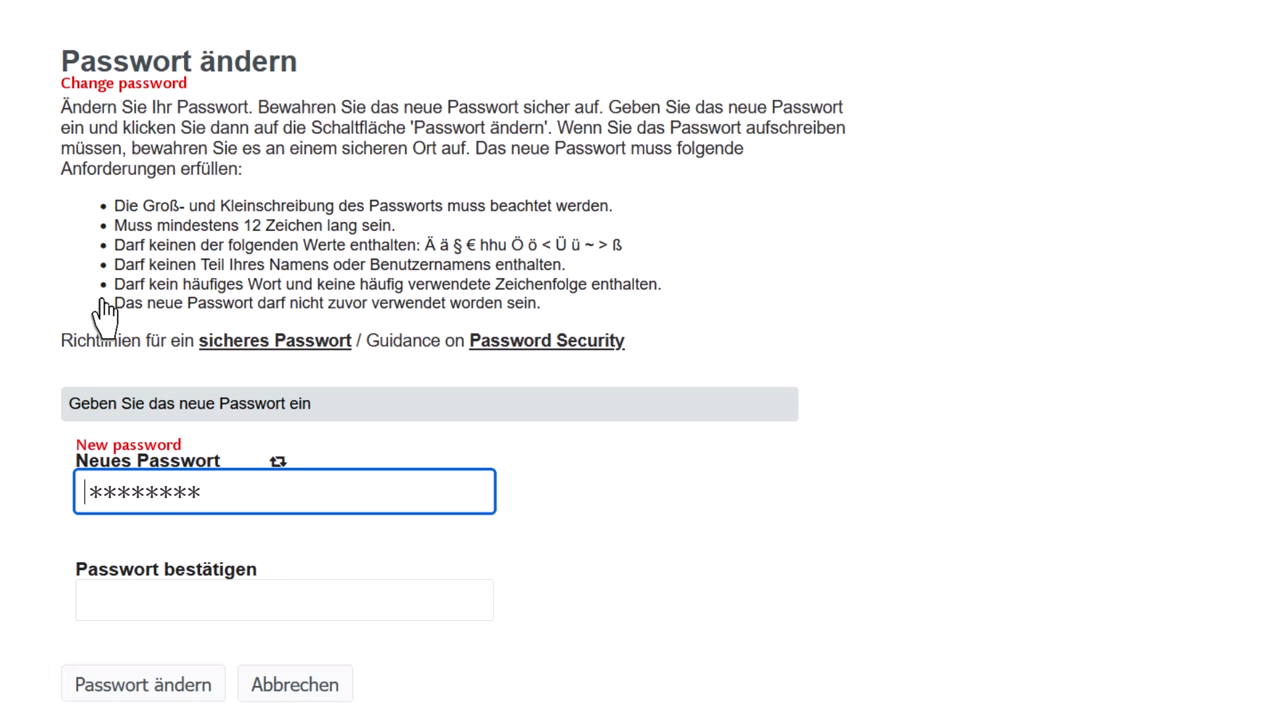 Passwort ändern
Change password
Ändern Sie Ihr Passwort. Bewahren Sie das neue Passwort sicher auf. Geben Sie das neue Passwort
ein und klicken Sie dann auf die Schaltfläche 'Passwort ändern'. Wenn Sie das Passwort aufschreiben
müssen, bewahren Sie es an einem sicheren Ort auf. Das neue Passwort muss folgende
Anforderungen erfüllen:
• Die Groß- und Kleinschreibung des Passworts muss beachtet werden.
• Muss mindestens 12 Zeichen lang sein.
• Darf keinen der folgenden Werte enthalten: Ä ä § € hhu Ö ö < Ü ü ~ > ß
• Darf keinen Teil Ihres Namens oder Benutzernamens enthalten.
• Darf kein häufiges Wort und keine häufig verwendete Zeichenfolge enthalten.
Das neue Passwort darf nicht zuvor verwendet worden sein.
Richtlinien für ein sicheres Passwort / Guidance on Password Security
Geben Sie das neue Passwort ein
New password
Neues Passwort
********
Passwort bestätigen
Passwort ändern Abbrechen